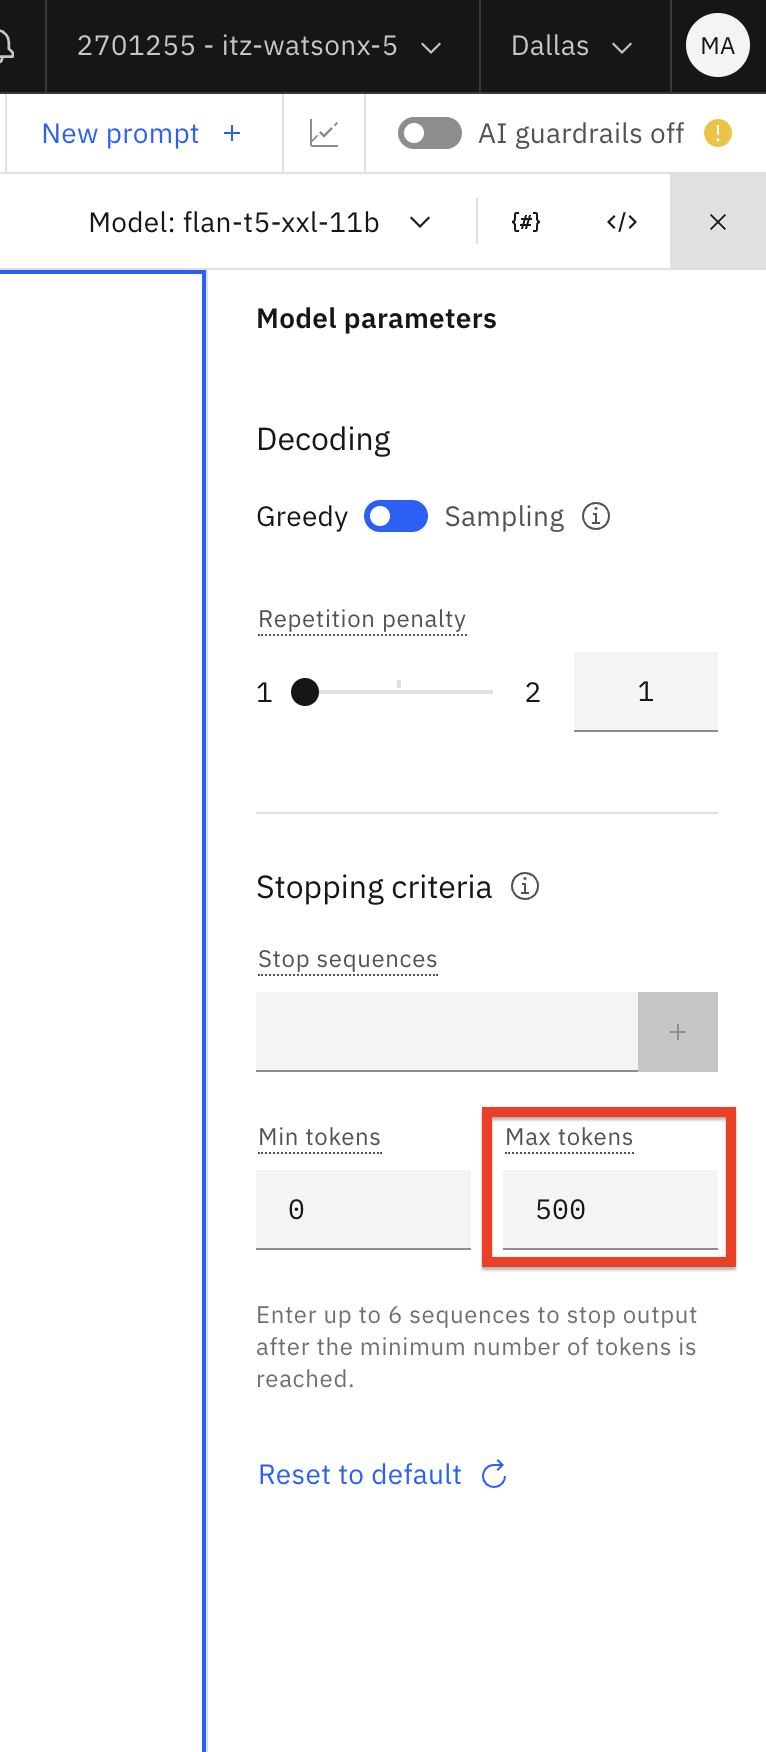 2701255 - itz-watsonx-5
Dallas
MA
New prompt +
AI guardrails off
Model: flan-t5-xxl-11b
{#}
</>
Model parameters
Decoding
Greedy
Sampling
Repetition penalty
1
2
1
Stopping criteria
Stop sequences
+
Min tokens
Max tokens
0
500
Enter up to 6 sequences to stop output
after the minimum number of tokens is
reached.
Reset to default